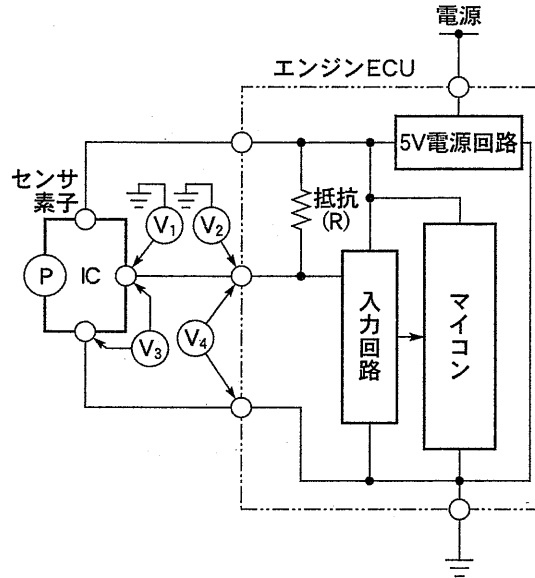 電源
エンジンECU
5V電源回路
センサ
素子
V1
V2
抵抗
(R)
P
IC
V3
V4
入力回路
マイコン